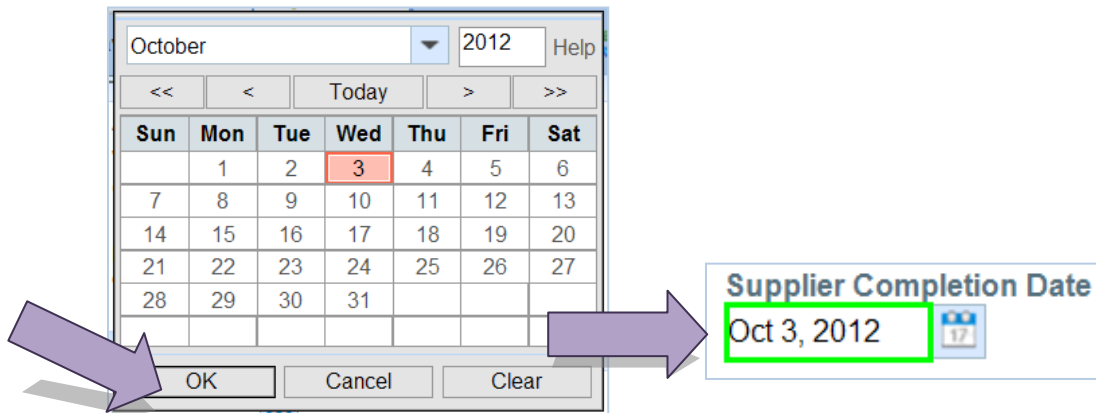 October 2012 Help
<< < Today > >>
Sun Mon Tue Wed Thu Fri Sat
1 2 3 4 5 6
7 8 9 10 11 12 13
14 15 16 17 18 19 20
21 22 23 24 25 26 27
28 29 30 31
OK Cancel Clear
Supplier Completion Date
Oct 3, 2012
17